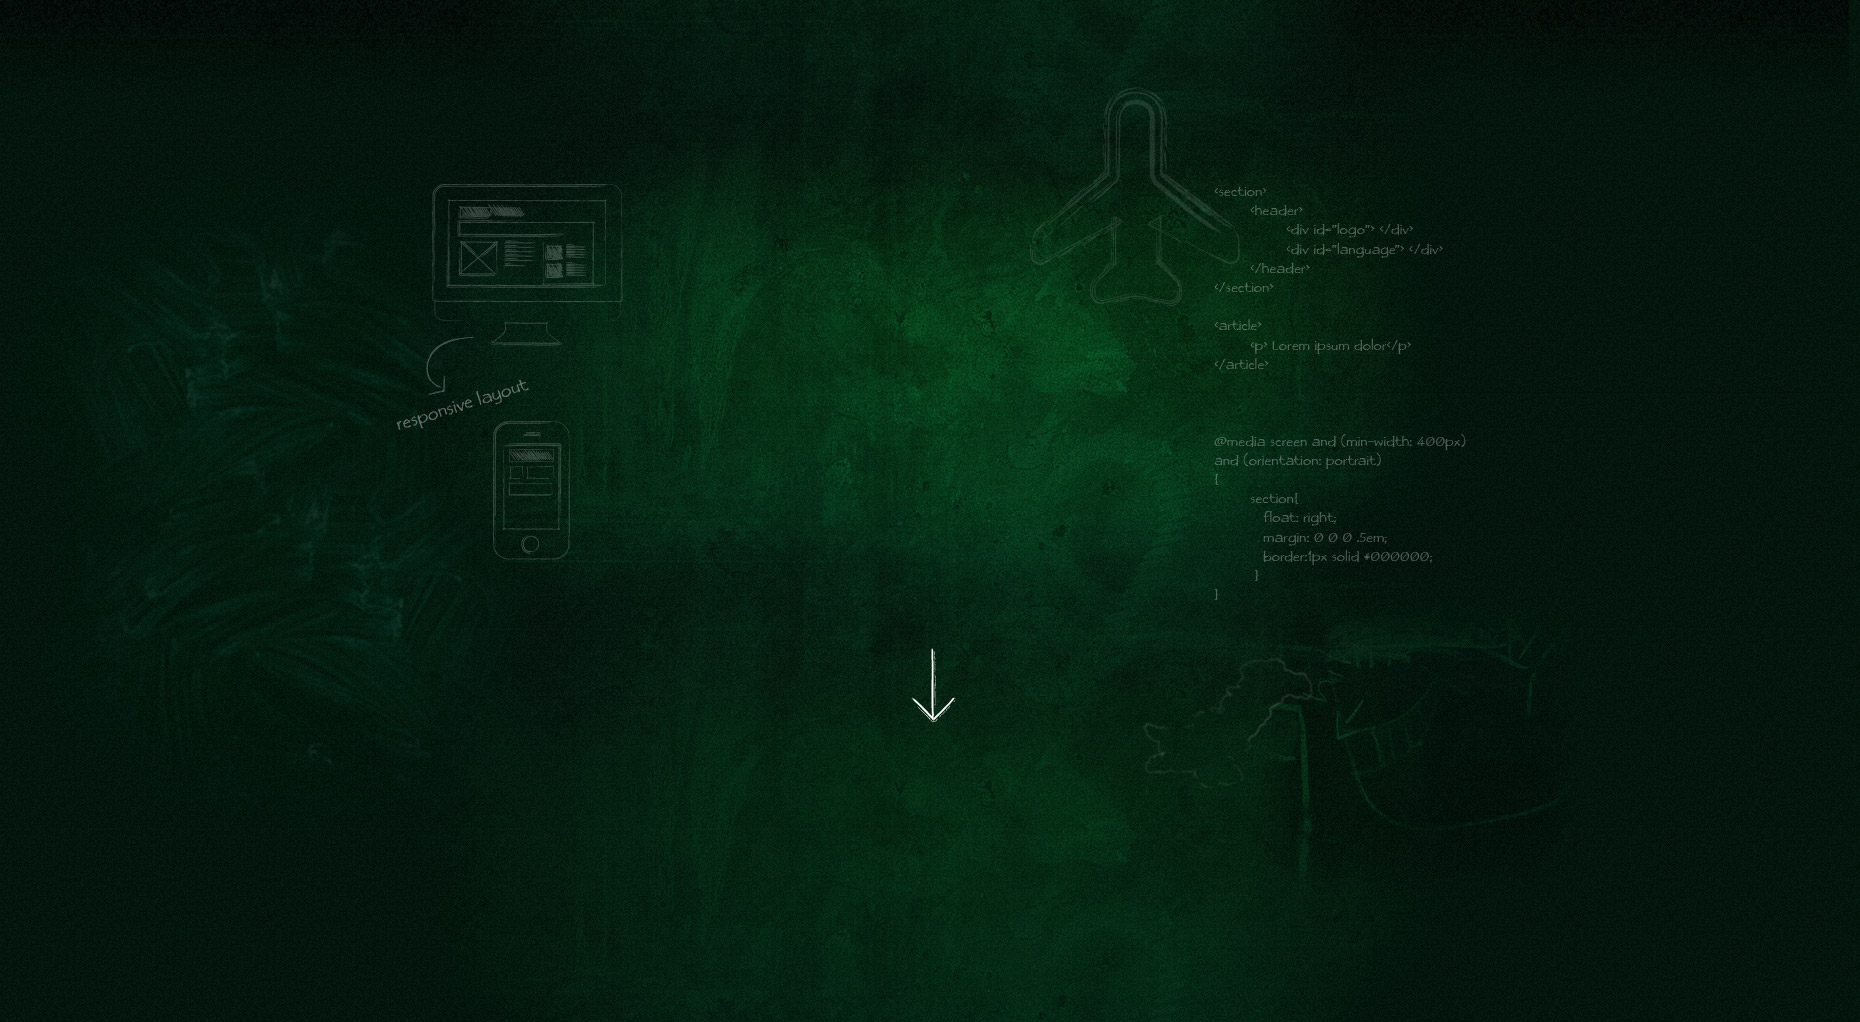 responsive layout
<section>
<header>
<div id="logo"> </div>
<div id="language"> </div>
</header>
</section>
<article>
<p> Lorem ipsum dolor</p>
</article>
@media screen and (min-width: 400px)
and (orientation: portrait)
{
section{
float: right;
margin: 0 0 0 .5em;
border:1px solid #000000;
}
}